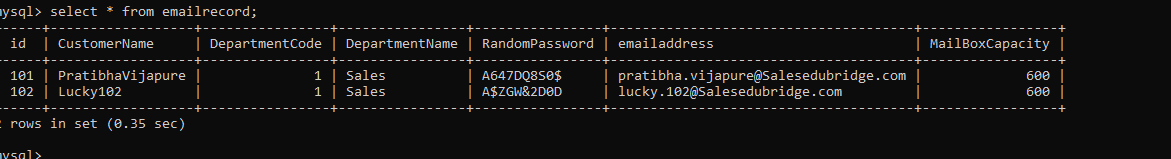 mysql> select * from emailrecord;
-----+------------------+----------------+----------------+----------------+-----------------------------------+-----------------+
 id | CustomerName | DepartmentCode | DepartmentName | RandomPassword | emailaddress | MailBoxCapacity |
-----+------------------+----------------+----------------+----------------+-----------------------------------+-----------------+
 101 | PratibhaVijapure | 1 | Sales | A647DQ8S0$ | pratibha.vijapure@Salesedubridge.com | 600 |
 102 | Lucky102 | 1 | Sales | A$ZGW&2D0D | lucky.102@Salesedubridge.com | 600 |
-----+------------------+----------------+----------------+----------------+-----------------------------------+-----------------+
2 rows in set (0.35 sec)
mysql>